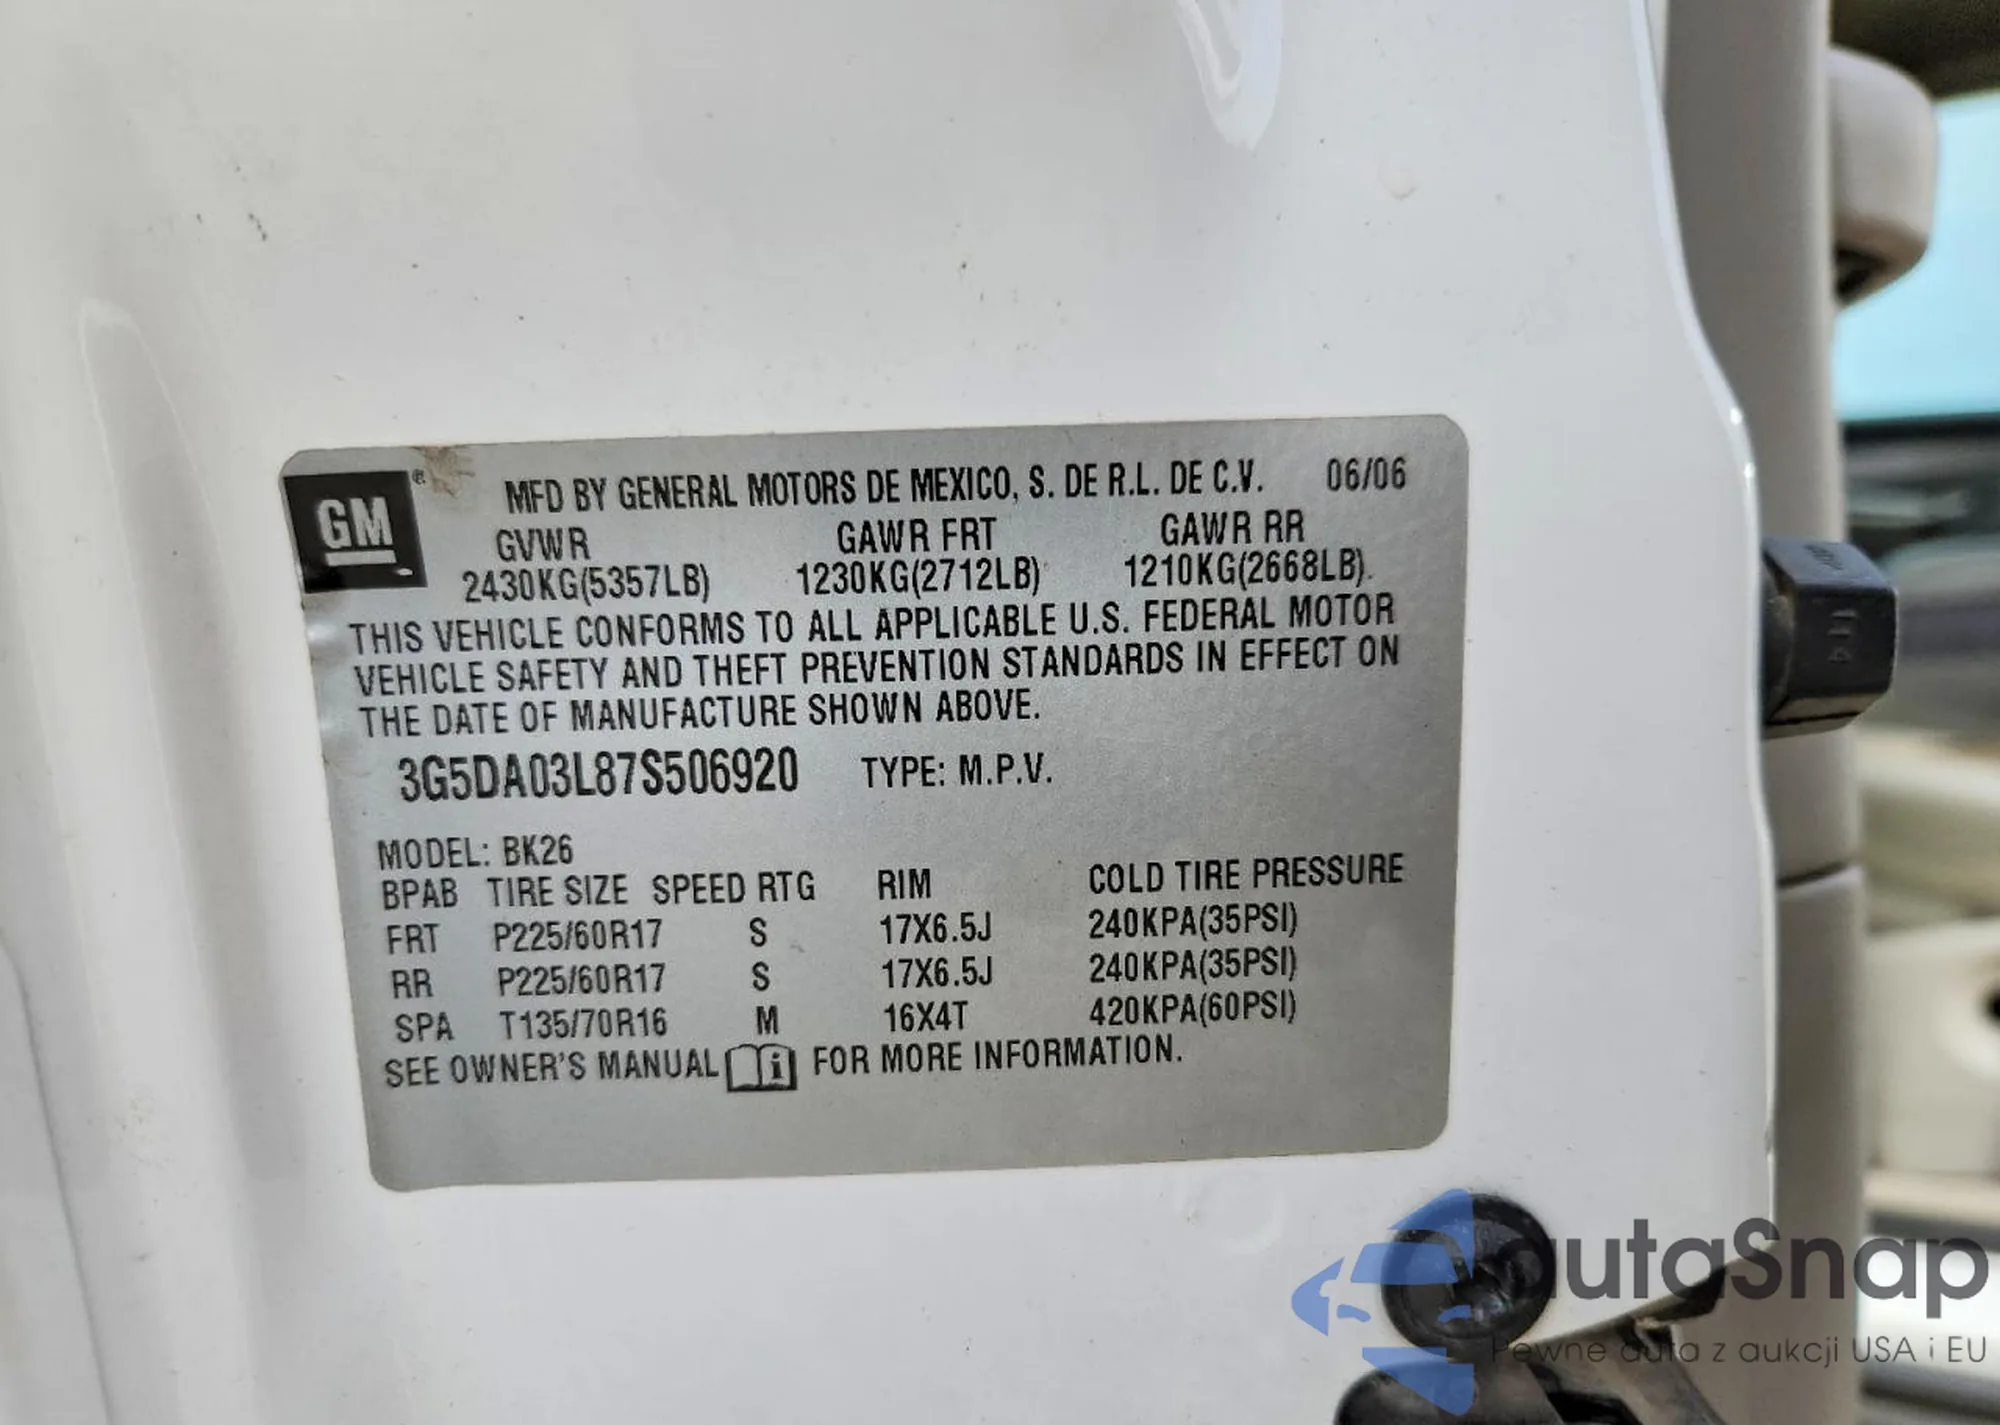 GM ®
MFD BY GENERAL MOTORS DE MEXICO, S. DE R.L. DE C.V. 06/06
GVWR GAWR FRT GAWR RR
2430KG(5357LB) 1230KG(2712LB) 1210KG(2668LB).
THIS VEHICLE CONFORMS TO ALL APPLICABLE U.S. FEDERAL MOTOR
VEHICLE SAFETY AND THEFT PREVENTION STANDARDS IN EFFECT ON
THE DATE OF MANUFACTURE SHOWN ABOVE.
3G5DA03L87S506920 TYPE: M.P.V.
MODEL: BK26
BPAB TIRE SIZE SPEED RTG RIM COLD TIRE PRESSURE
FRT P225/60R17 S 17X6.5J 240KPA(35PSI)
RR P225/60R17 S 17X6.5J 240KPA(35PSI)
SPA T135/70R16 M 16X4T 420KPA(60PSI)
SEE OWNER'S MANUAL i FOR MORE INFORMATION.
114
autaSnap
Pewne auta z aukcji USA i EU